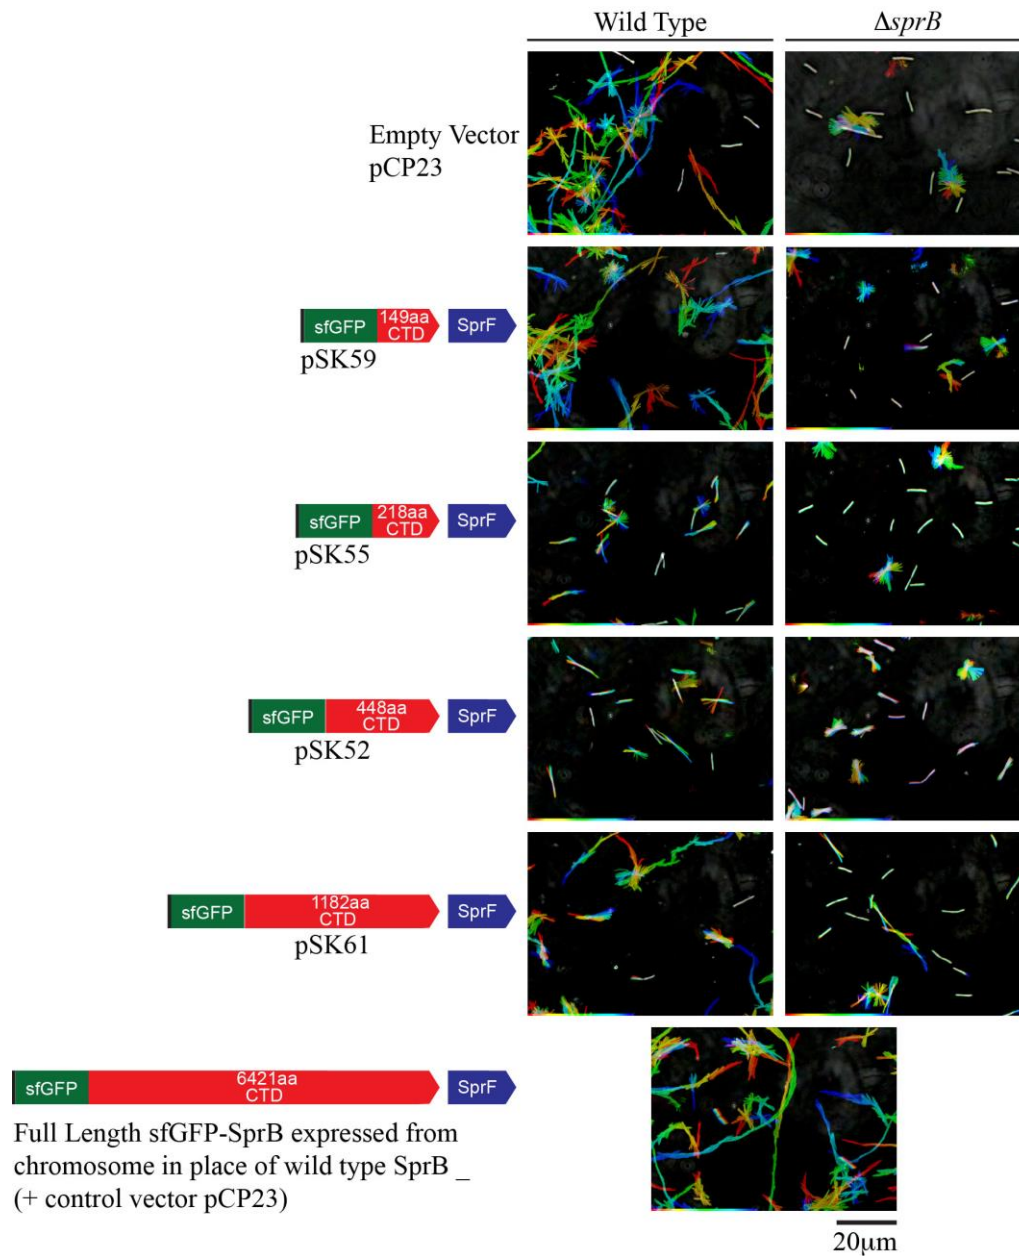 Wild Type
ΔsprB
Empty Vector
pCP23
sfGFP
149aa
CTD
SprF
pSK59
sfGFP
218aa
CTD
SprF
pSK55
sfGFP
448aa
CTD
SprF
pSK52
sfGFP
1182aa
CTD
SprF
pSK61
sfGFP
6421aa
CTD
SprF
Full Length sfGFP-SprB expressed from
chromosome in place of wild type SprB _
(+ control vector pCP23)
20μm